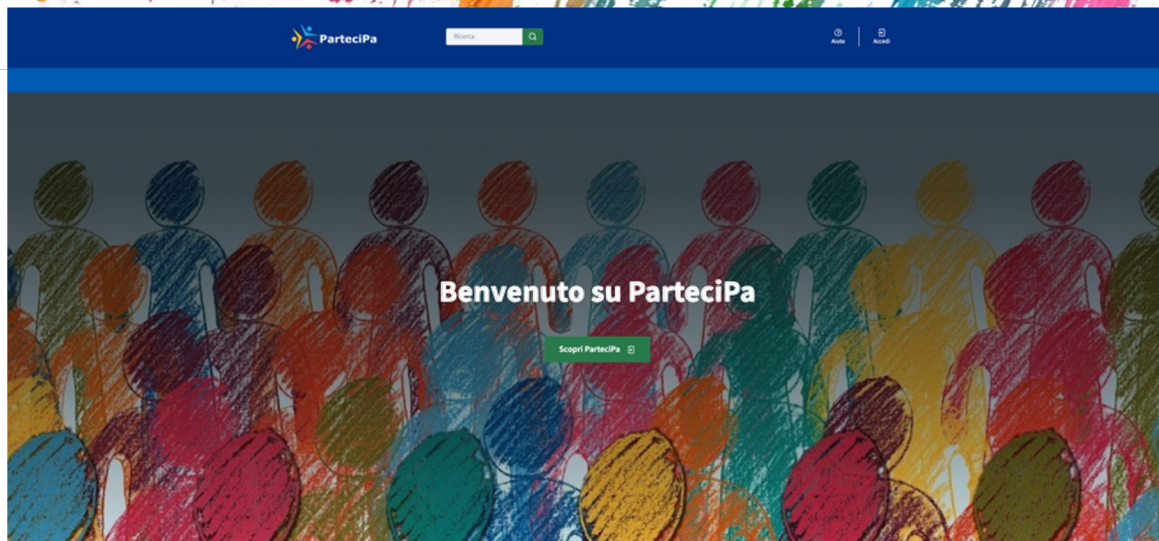 ParteciPa
Ricerca
Aiuto
Accedi
Benvenuto su ParteciPa
Scopri ParteciPa